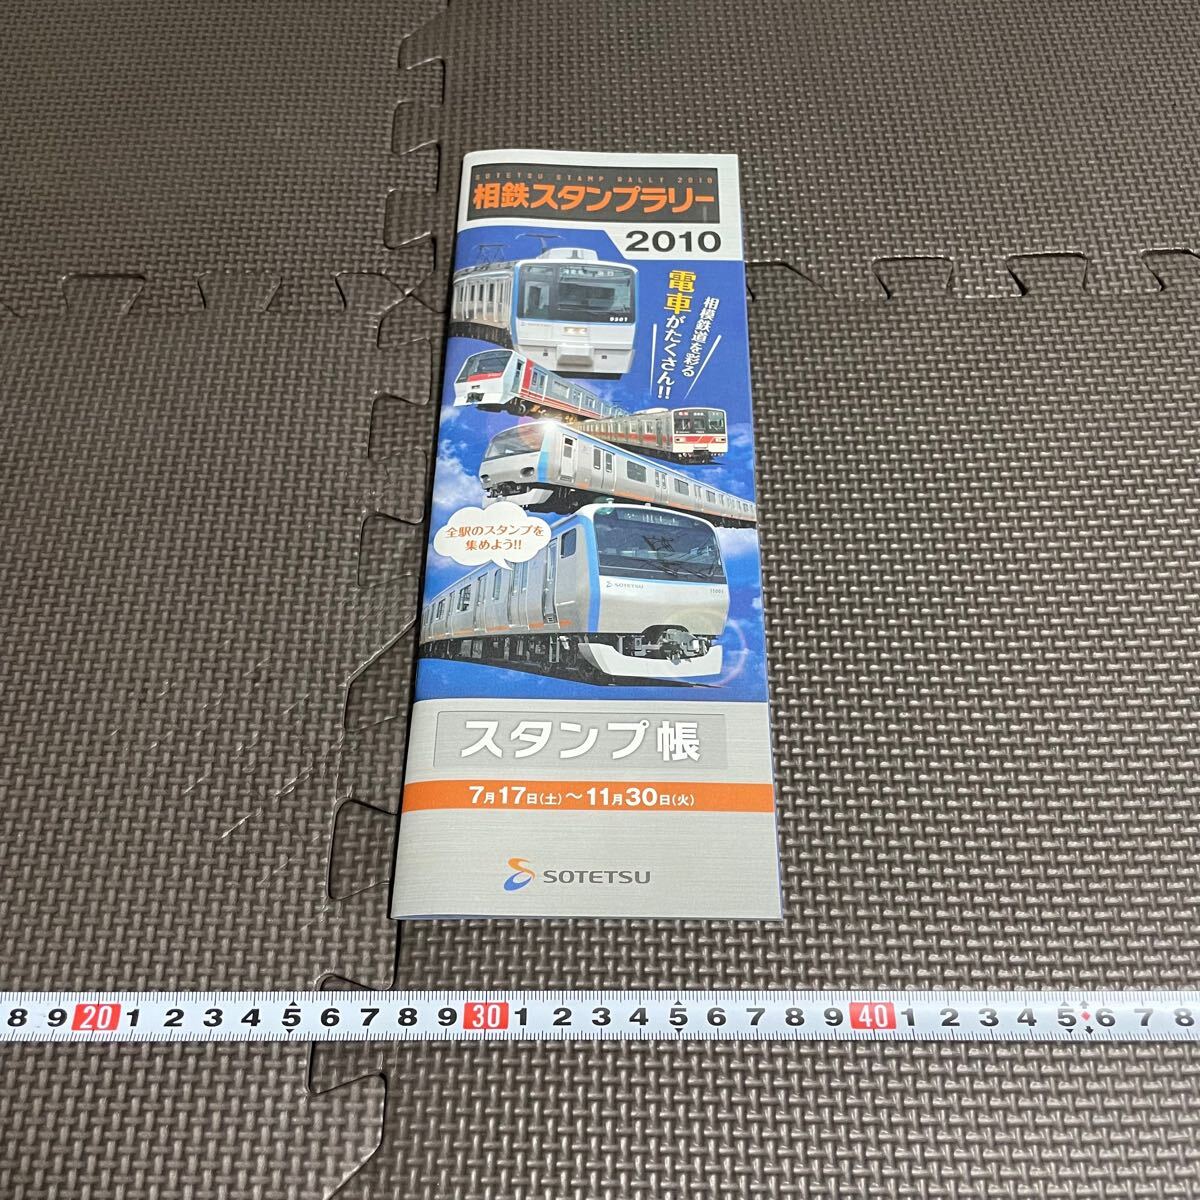 SOTETSU STAMP RALLY 2010
相鉄スタンプラリー
2010
相模鉄道を彩る
電車がたくさん!!
全駅のスタンプを
集めよう!!
SOTETSU
11001
スタンプ帳
7月17日(土)〜11月30日(火)
SOTETSU
8 9 20 1 2 3 4 5 6 7 8 9 30 1 2 3 4 5 6 7 8 9 40 1 2 3 4 5 6 7 8